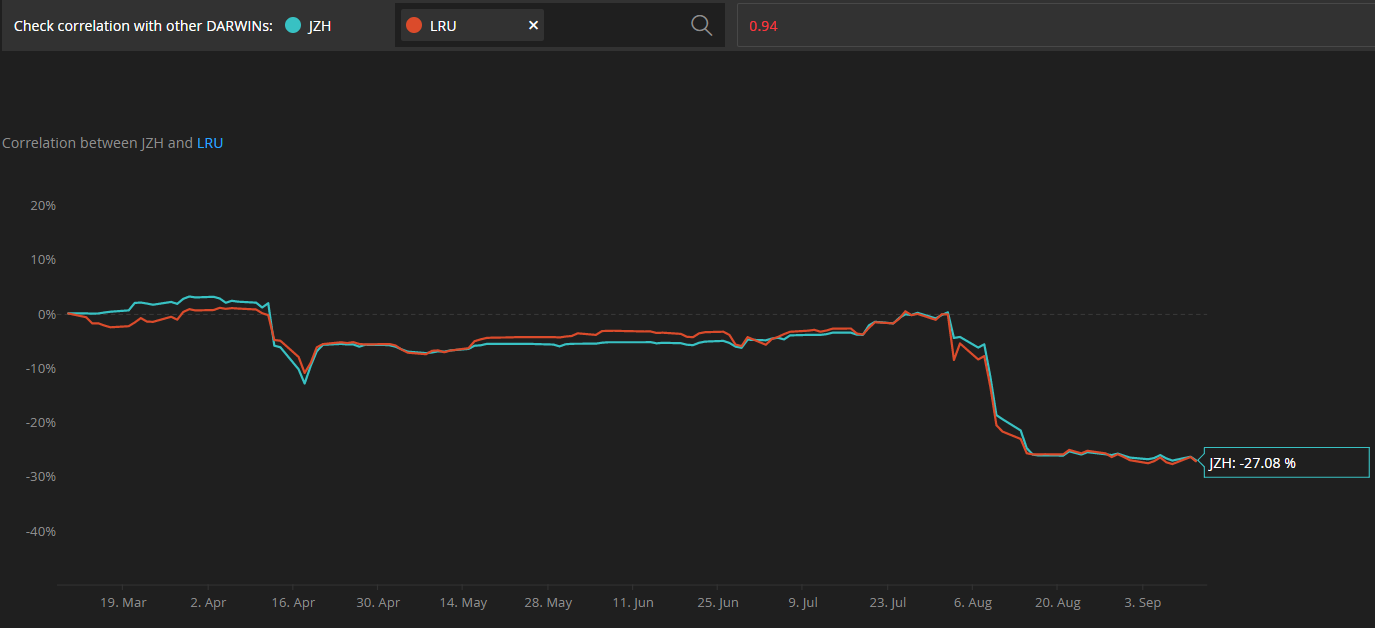 Check correlation with other DARWINs: JZH LRU × 0.94
Correlation between JZH and LRU
20%
10%
0%
-10%
-20%
JZH: -27.08 %
-30%
-40%
19. Mar 2. Apr 16. Apr 30. Apr 14. May 28. May 11. Jun 25. Jun 9. Jul 23. Jul 6. Aug 20. Aug 3. Sep